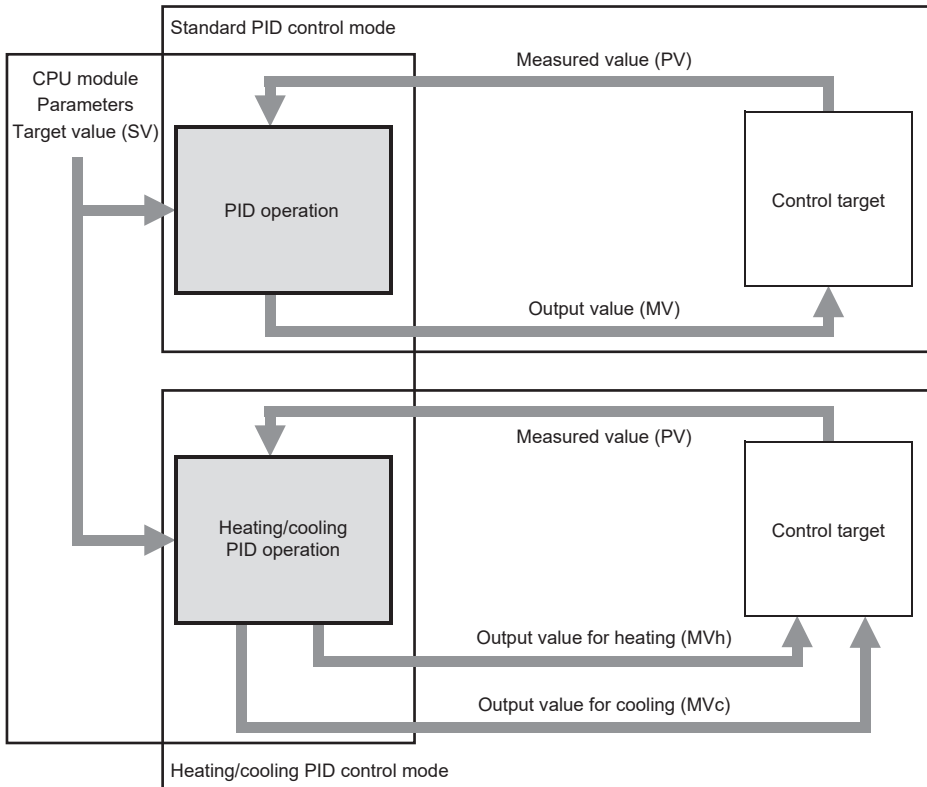 Standard PID control mode
CPU module
Parameters
Target value (SV)
Measured value (PV)
PID operation
Control target
Output value (MV)
Measured value (PV)
Heating/cooling
PID operation
Control target
Output value for heating (MVh)
Output value for cooling (MVc)
Heating/cooling PID control mode